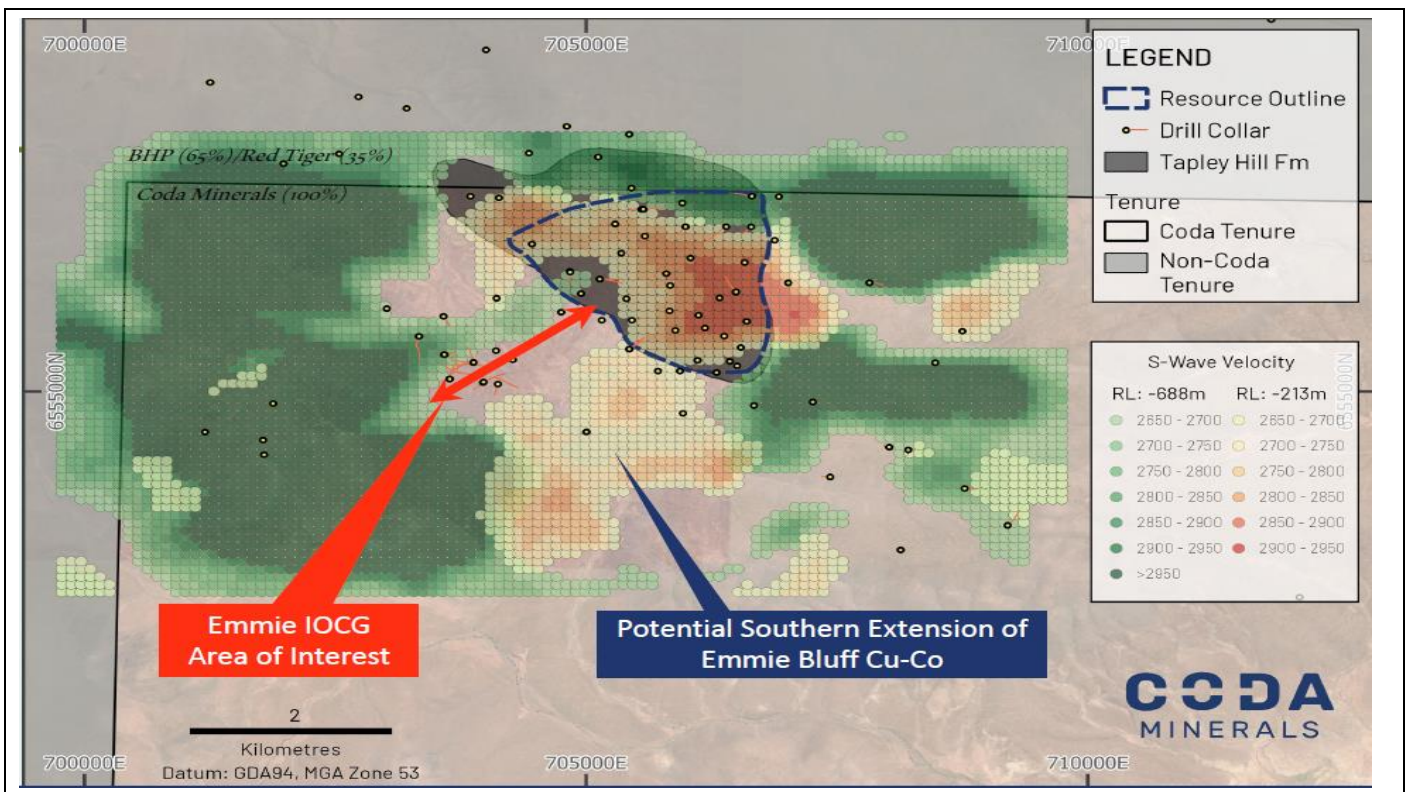 700000E
705000E
710000E
LEGEND
Resource Outline
Drill Collar
Tapley Hill Fm
Tenure
Coda Tenure
Non-Coda
Tenure
BHP (65%)/Red Tiger (35%)
Coda Minerals (100%)
6555000N
6555000N
S-Wave Velocity
RL: -688m RL: -213m
2650 - 2700 2650 - 2700
2700 - 2750 2700 - 2750
2750 - 2800 2750 - 2800
2800 - 2850 2800 - 2850
2850 - 2900 2850 - 2900
2900 - 2950 2900 - 2950
>2950
Emmie IOCG
Area of Interest
Potential Southern Extension of
Emmie Bluff Cu-Co
CODA
MINERALS
2
Kilometres
Datum: GDA94, MGA Zone 53
700000E
705000E
710000E